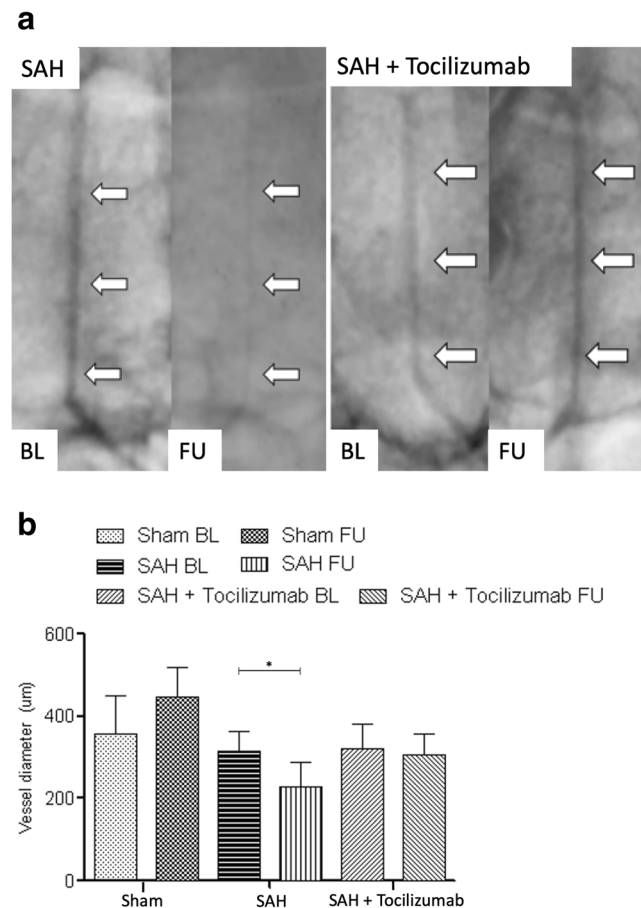 a
SAH
SAH + Tocilizumab
BL
FU
BL
FU
b
Sham BL
Sham FU
SAH BL
SAH FU
SAH + Tocilizumab BL
SAH + Tocilizumab FU
600
400
200
0
Vessel diameter (um)
*
Sham
SAH
SAH + Tocilizumab